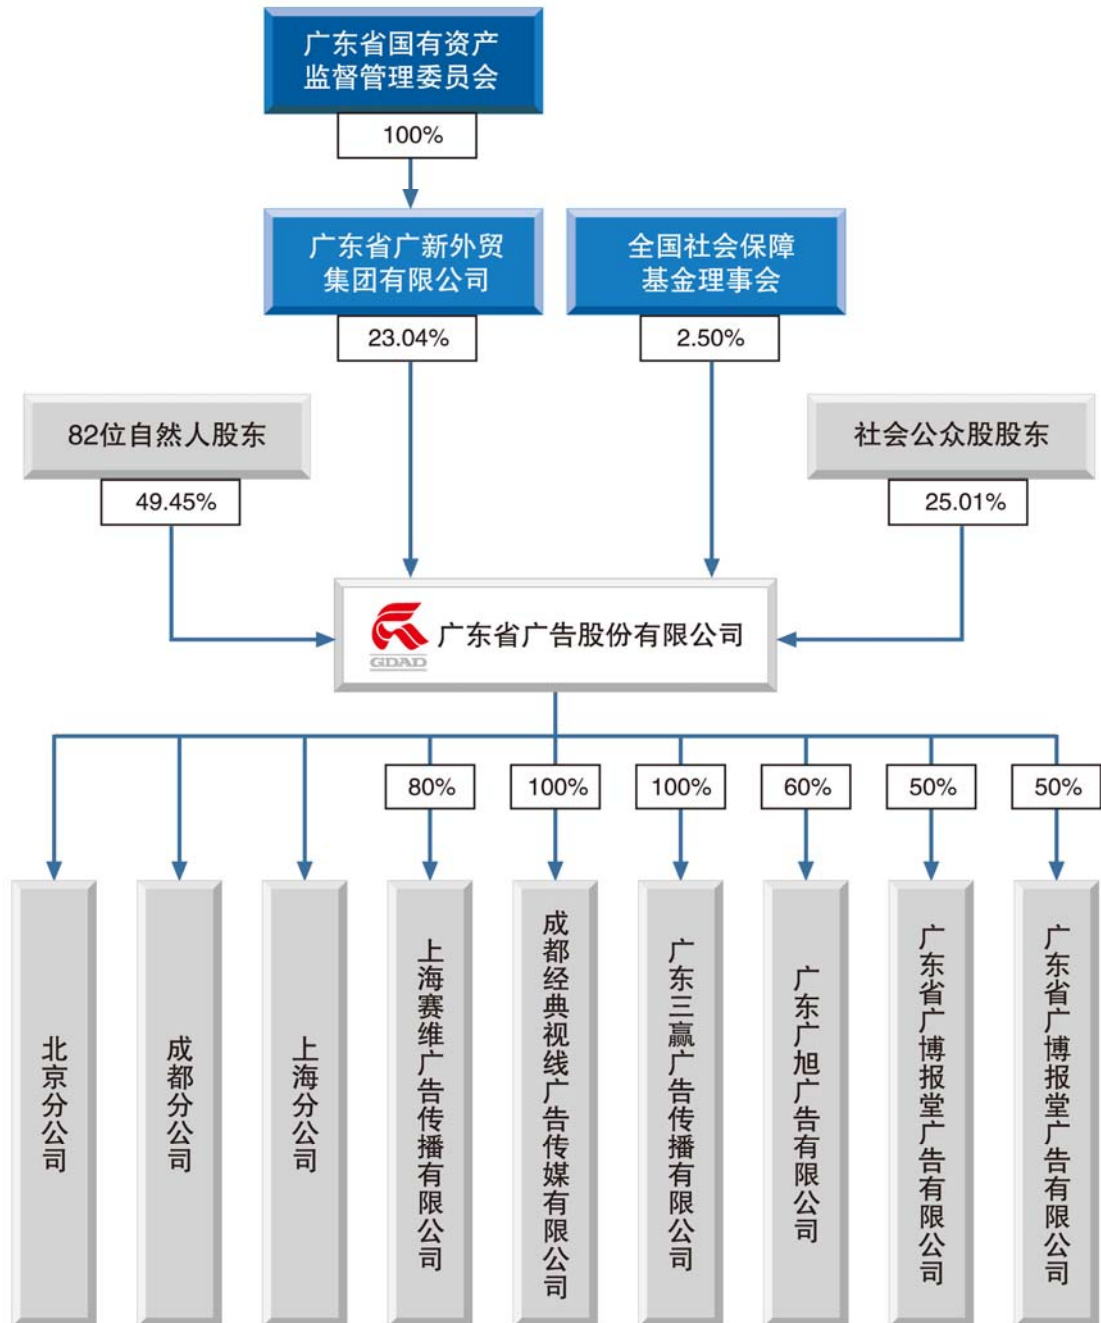 广东省国有资产
监督管理委员会
100%
广东省广新外贸
集团有限公司
全国社会保障
基金理事会
23.04%
2.50%
82位自然人股东
社会公众股股东
49.45%
25.01%
GDAD
广东省广告股份有限公司
80%
100%
100%
60%
50%
50%
北京分公司
成都分公司
上海分公司
上海赛维广告传播有限公司
成都经典视线广告传媒有限公司
广东三赢广告传播有限公司
广东广旭广告有限公司
广东省广博报堂广告有限公司
广东省广博报堂广告有限公司